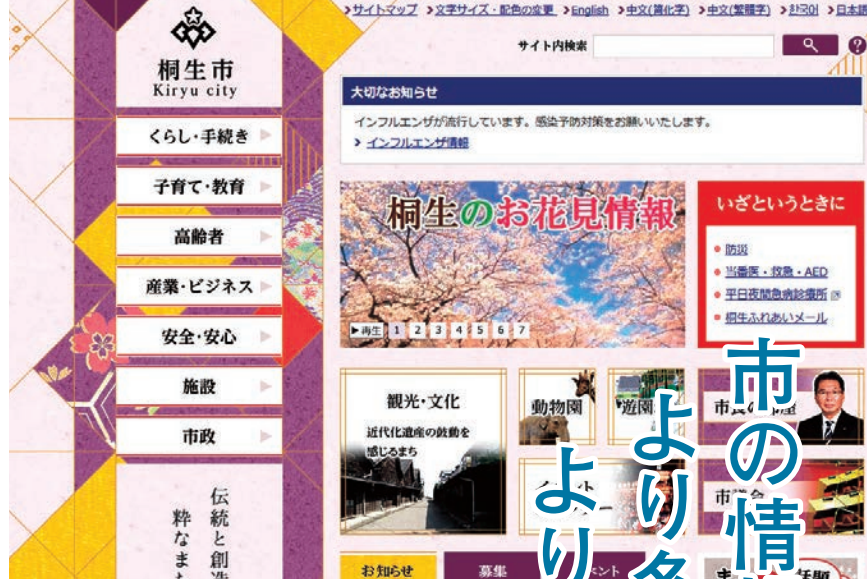 ›サイトマップ ›文字サイズ・配色の変更 ›English ›中文(簡化字) ›中文(繁體字) ›한국어 ›日本語
サイト内検索
?
桐生市
Kiryu city
くらし・手続き
子育て・教育
高齢者
産業・ビジネス
安全・安心
施設
市政
伝統と創造
粋なまち
大切なお知らせ
インフルエンザが流行しています。感染予防対策をお願いいたします。
› インフルエンザ情報
桐生のお花見情報
▶再生 1 2 3 4 5 6 7
いざというときに
防災
当番医・救急・AED
平日夜間急病診療所
桐生ふれあいメール
観光・文化
近代化遺産の鼓動を
感じるまち
動物園
遊園
お知らせ
募集
市の情
より多
より